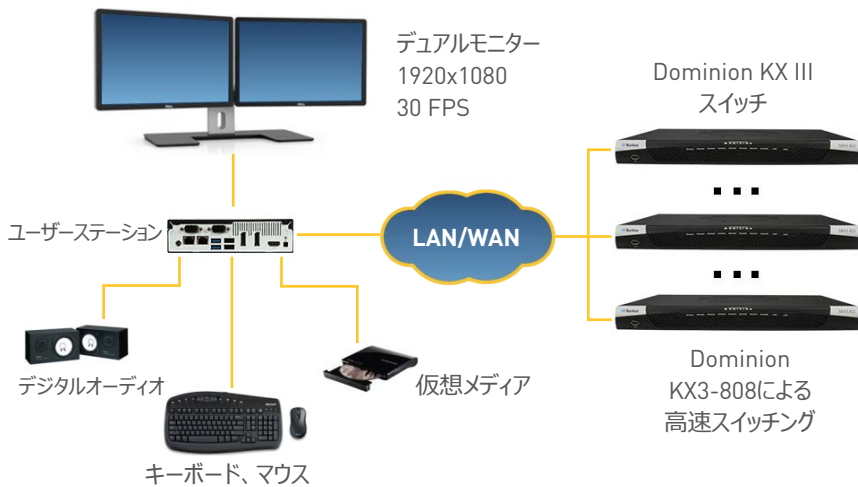 デュアルモニター
1920x1080
30 FPS
Dominion KX III
スイッチ
ユーザーステーション
LAN/WAN
デジタルオーディオ
仮想メディア
キーボード、マウス
Dominion
KX3-808による
高速スイッチング